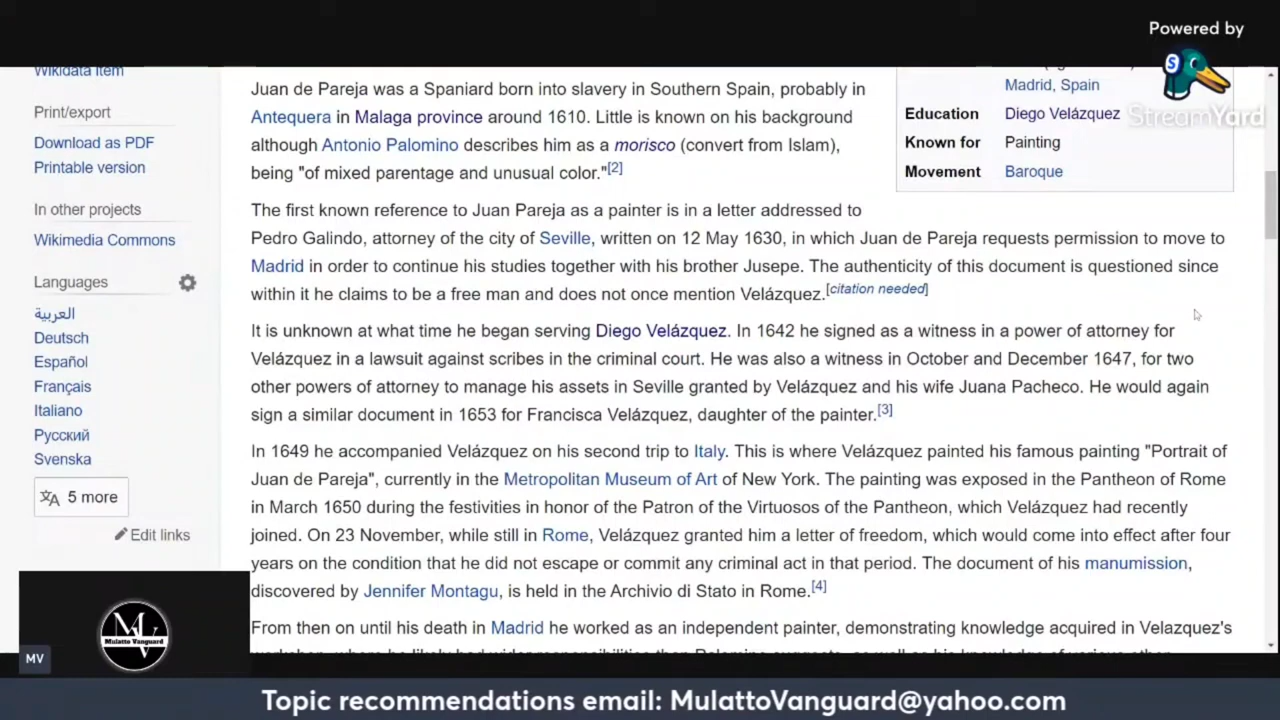 Powered by
StreamYard
Wikidata item
Print/export
Download as PDF
Printable version
In other projects
Wikimedia Commons
Languages
العربية
Deutsch
Español
Français
Italiano
Русский
Svenska
5 more
Edit links
Juan de Pareja was a Spaniard born into slavery in Southern Spain, probably in
Antequera in Malaga province around 1610. Little is known on his background
although Antonio Palomino describes him as a morisco (convert from Islam),
being "of mixed parentage and unusual color."[2]
Madrid, Spain
Education Diego Velázquez
Known for Painting
Movement Baroque
The first known reference to Juan Pareja as a painter is in a letter addressed to
Pedro Galindo, attorney of the city of Seville, written on 12 May 1630, in which Juan de Pareja requests permission to move to
Madrid in order to continue his studies together with his brother Jusepe. The authenticity of this document is questioned since
within it he claims to be a free man and does not once mention Velázquez.[citation needed]
It is unknown at what time he began serving Diego Velázquez. In 1642 he signed as a witness in a power of attorney for
Velázquez in a lawsuit against scribes in the criminal court. He was also a witness in October and December 1647, for two
other powers of attorney to manage his assets in Seville granted by Velázquez and his wife Juana Pacheco. He would again
sign a similar document in 1653 for Francisca Velázquez, daughter of the painter.[3]
In 1649 he accompanied Velázquez on his second trip to Italy. This is where Velázquez painted his famous painting "Portrait of
Juan de Pareja", currently in the Metropolitan Museum of Art of New York. The painting was exposed in the Pantheon of Rome
in March 1650 during the festivities in honor of the Patron of the Virtuosos of the Pantheon, which Velázquez had recently
joined. On 23 November, while still in Rome, Velázquez granted him a letter of freedom, which would come into effect after four
years on the condition that he did not escape or commit any criminal act in that period. The document of his manumission,
discovered by Jennifer Montagu, is held in the Archivio di Stato in Rome.[4]
From then on until his death in Madrid he worked as an independent painter, demonstrating knowledge acquired in Velazquez's
MV
Mulatto Vanguard
MV
Topic recommendations email: MulattoVanguard@yahoo.com